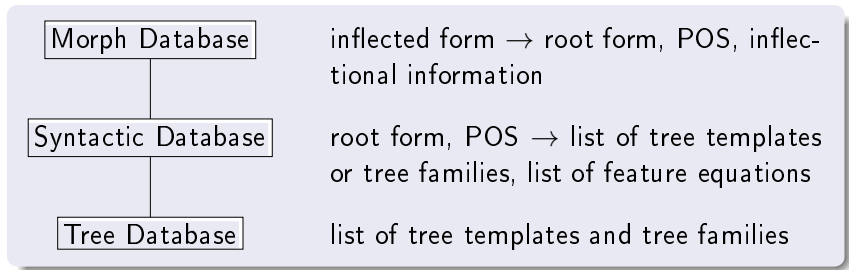 Morph Database
inflected form → root form, POS, inflec-
tional information
Syntactic Database
root form, POS → list of tree templates
or tree families, list of feature equations
Tree Database
list of tree templates and tree families